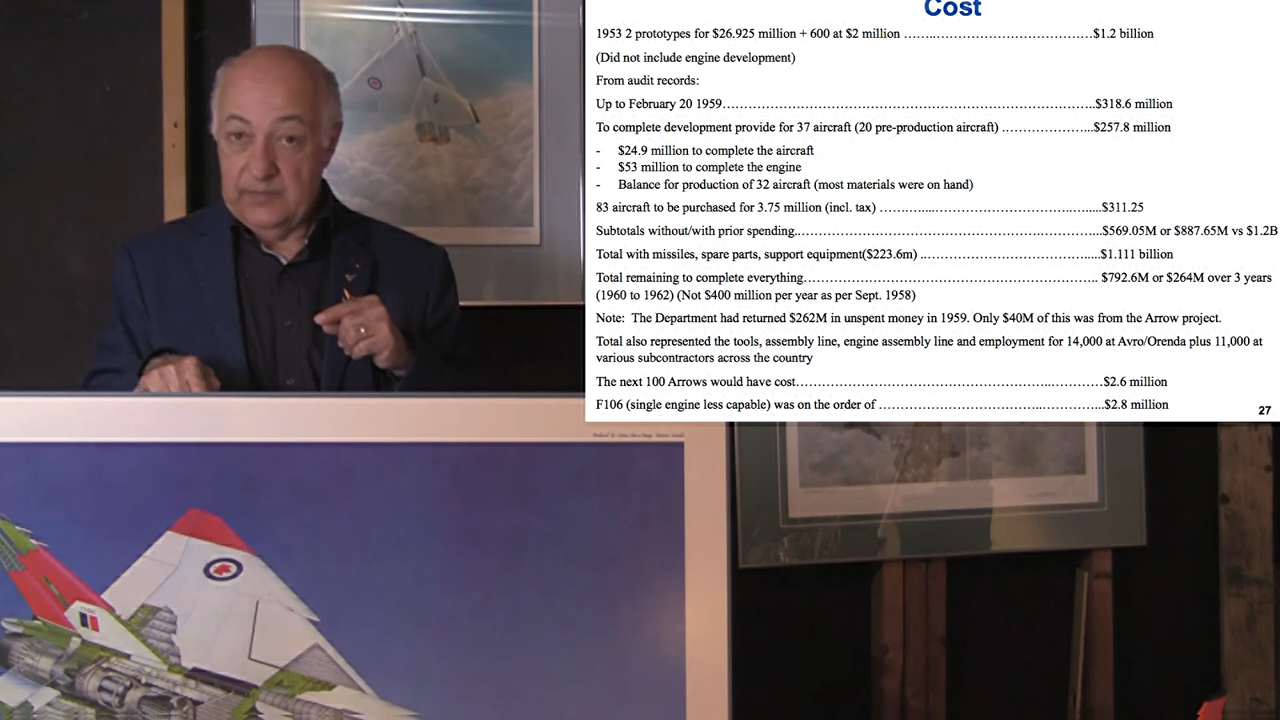 Cost
1953 2 prototypes for $26.925 million + 600 at $2 million ……..……………………………$1.2 billion
(Did not include engine development)
From audit records:
Up to February 20 1959……………………………………………………………………..$318.6 million
To complete development provide for 37 aircraft (20 pre-production aircraft) ………………...$257.8 million
- $24.9 million to complete the aircraft
- $53 million to complete the engine
- Balance for production of 32 aircraft (most materials were on hand)
83 aircraft to be purchased for 3.75 million (incl. tax) ……….....………………………..…......$311.25
Subtotals without/with prior spending..…………………………………………………..……..$569.05M or $887.65M vs $1.2B
Total with missiles, spare parts, support equipment($223.6m) ..………………………………...$1.111 billion
Total remaining to complete everything.………………………………………………………. $792.6M or $264M over 3 years
(1960 to 1962) (Not $400 million per year as per Sept. 1958)
Note: The Department had returned $262M in unspent money in 1959. Only $40M of this was from the Arrow project.
Total also represented the tools, assembly line, engine assembly line and employment for 14,000 at Avro/Orenda plus 11,000 at
various subcontractors across the country
The next 100 Arrows would have cost……………………………………………..…………$2.6 million
F106 (single engine less capable) was on the order of ………………………………..………...$2.8 million
27